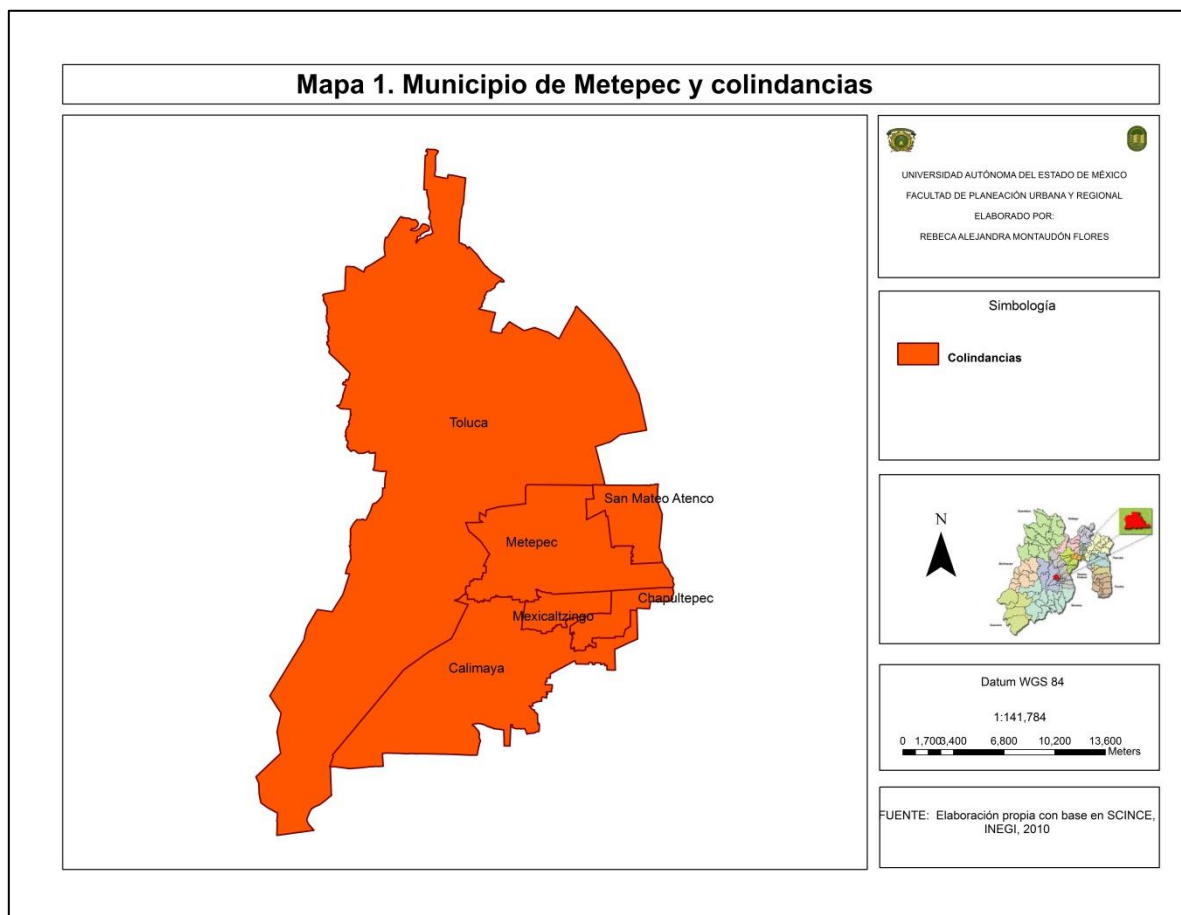 Mapa 1. Municipio de Metepec y colindancias
UNIVERSIDAD AUTÓNOMA DEL ESTADO DE MÉXICO
FACULTAD DE PLANEACIÓN URBANA Y REGIONAL
ELABORADO POR:
REBECA ALEJANDRA MONTAUDÓN FLORES
Simbología
Colindancias
Toluca
San Mateo Atenco
Metepec
Chapultepec
Mexicaltzingo
Calimaya
N
Datum WGS 84
1:141,784
0 1,700 3,400 6,800 10,200 13,600
Meters
FUENTE: Elaboración propia con base en SCINCE,
INEGI, 2010